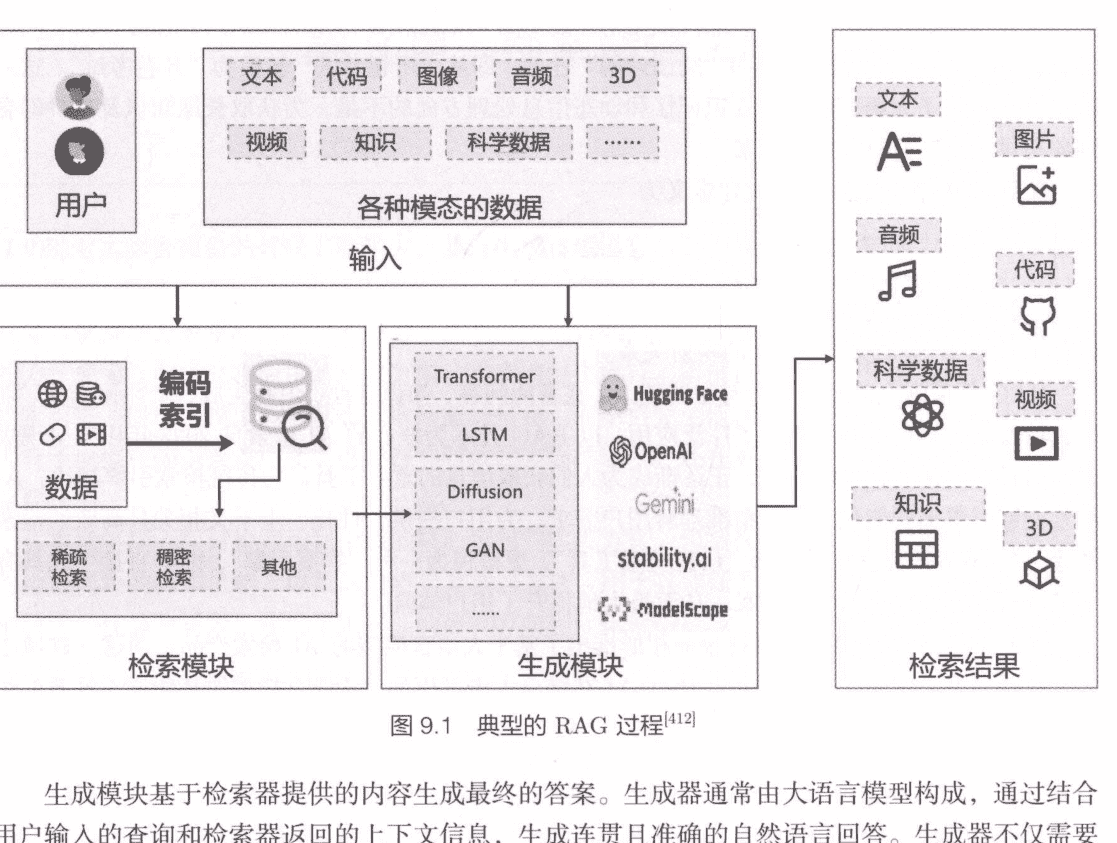 文本 代码 图像 音频 3D
视频 知识 科学数据 ……
用户
各种模态的数据
输入
编码
索引
数据
稀疏
检索
稠密
检索
其他
检索模块
Transformer
LSTM
Diffusion
GAN
……
Hugging Face
OpenAI
Gemini
stability.ai
ModelScope
生成模块
文本
图片
音频
代码
科学数据
视频
知识
3D
检索结果
图 9.1 典型的 RAG 过程[412]
生成模块基于检索器提供的内容生成最终的答案。生成器通常由大语言模型构成，通过结合
用户输入的查询和检索器返回的上下文信息，生成连贯且准确的自然语言回答。生成器不仅需要